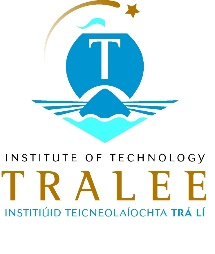 T
INSTITUTE OF TECHNOLOGY
TRALEE
INSTITIÚID TEICNEOLAÍOCHTA TRÁ LÍ